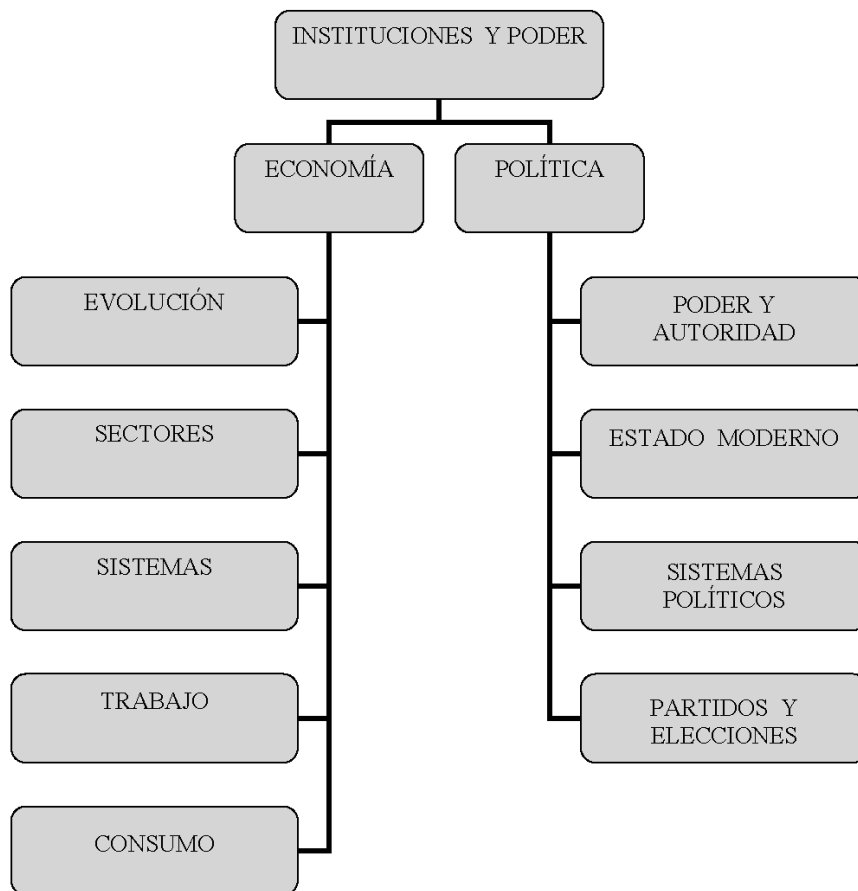 INSTITUCIONES Y PODER
ECONOMÍA
POLÍTICA
EVOLUCIÓN
SECTORES
SISTEMAS
TRABAJO
CONSUMO
PODER Y
AUTORIDAD
ESTADO MODERNO
SISTEMAS
POLÍTICOS
PARTIDOS Y
ELECCIONES